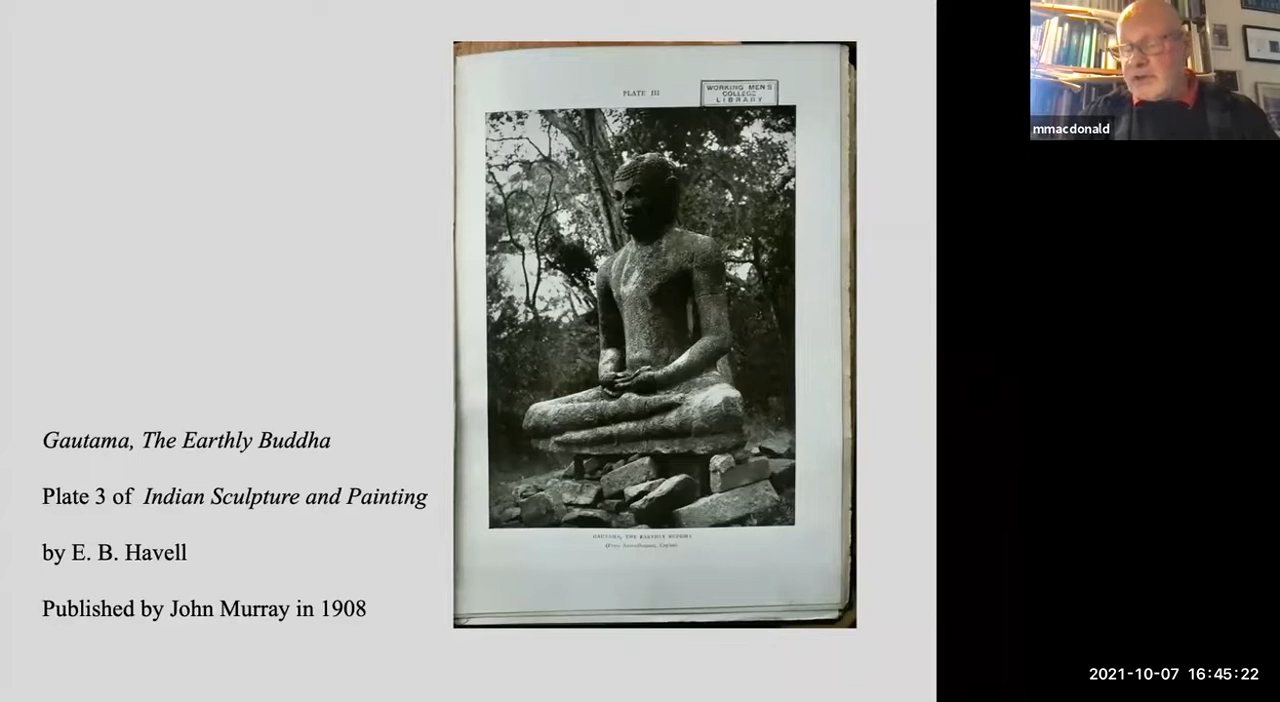 Gautama, The Earthly Buddha
Plate 3 of Indian Sculpture and Painting
by E. B. Havell
Published by John Murray in 1908
PLATE III
WORKING MEN'S
COLLEGE
LIBRARY
GAUTAMA, THE EARTHLY BUDDHA
mmacdonald
2021-10-07 16:45:22